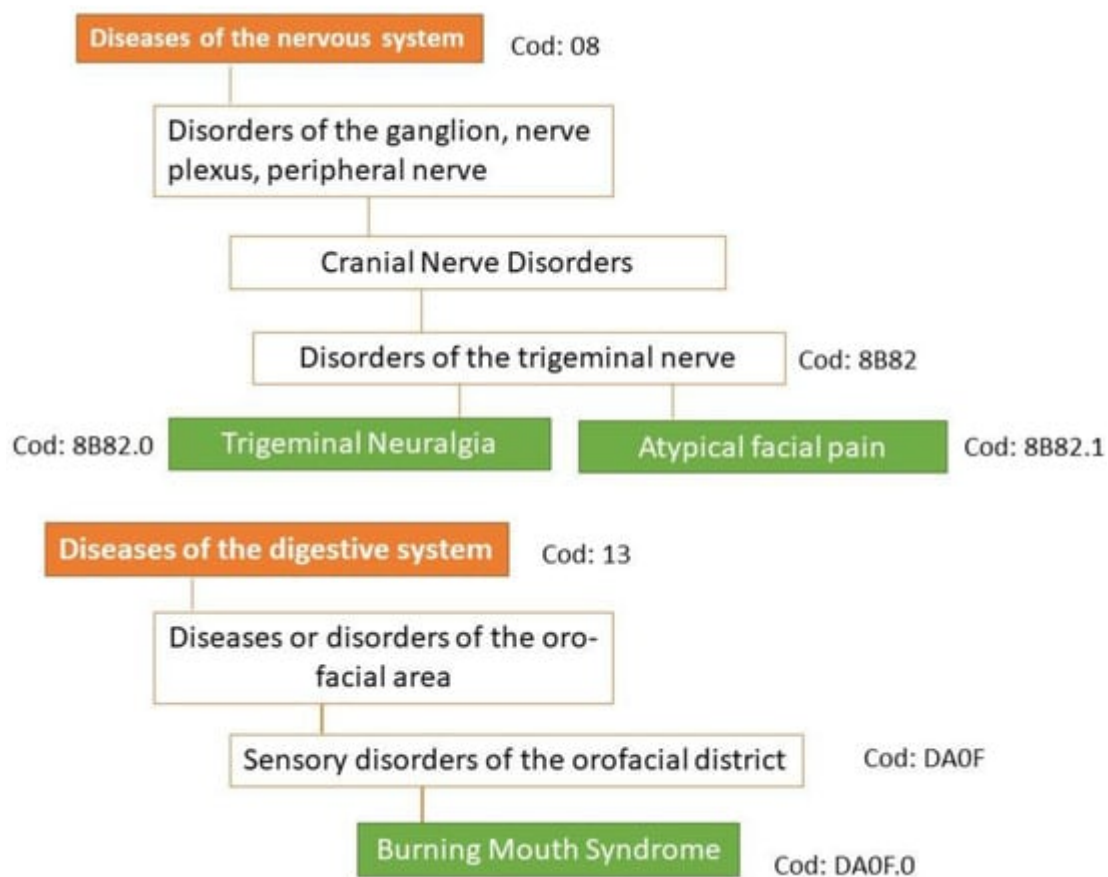 Diseases of the nervous system
Cod: 08
Disorders of the ganglion, nerve
plexus, peripheral nerve
Cranial Nerve Disorders
Disorders of the trigeminal nerve
Cod: 8B82
Cod: 8B82.0
Trigeminal Neuralgia
Atypical facial pain
Cod: 8B82.1
Diseases of the digestive system
Cod: 13
Diseases or disorders of the oro-
facial area
Sensory disorders of the orofacial district
Cod: DA0F
Burning Mouth Syndrome
Cod: DA0F.0